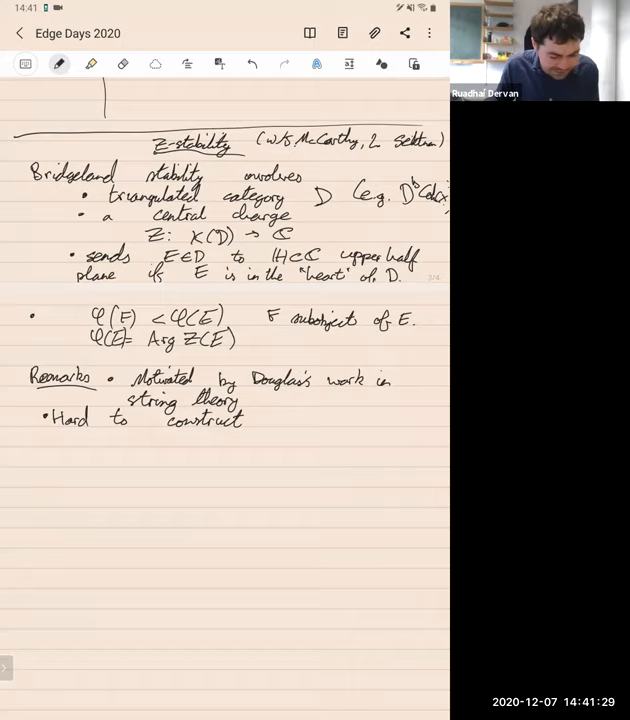 14:41
Edge Days 2020
Ruadhaí Dervan
Z-stability (w/ J. McCarthy, L. Sektnan)
Bridgeland stability involves
• triangulated category D (e.g. D^b Coh(X)
• a central charge
Z: K(D) → ℂ
• sends E∈D to ℍ⊂ℂ upper half
plane if E is in the "heart" of D.
3/4
• φ(F) < φ(E) F subobject of E.
φ(E)= Arg Z(E)
Remarks • Motivated by Douglas's work in
string theory
• Hard to construct
2020-12-07 14:41:29